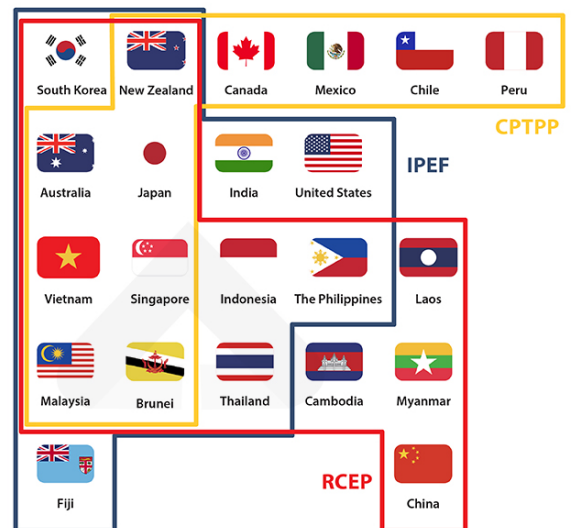 South Korea New Zealand Canada Mexico Chile Peru
CPTPP
IPEF
Australia Japan India United States
Vietnam Singapore Indonesia The Philippines Laos
Malaysia Brunei Thailand Cambodia Myanmar
RCEP
Fiji China